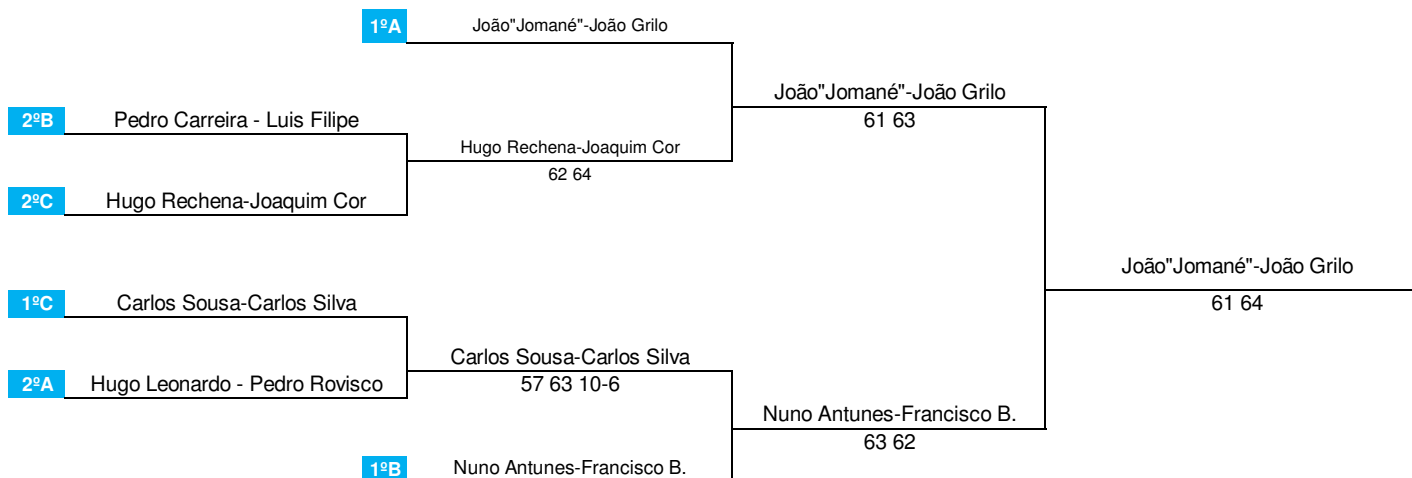 1ºA João"Jomané"-João Grilo
João"Jomané"-João Grilo
61 63
2ºB Pedro Carreira - Luis Filipe
Hugo Rechena-Joaquim Cor
62 64
2ºC Hugo Rechena-Joaquim Cor
João"Jomané"-João Grilo
61 64
1ºC Carlos Sousa-Carlos Silva
Carlos Sousa-Carlos Silva
57 63 10-6
2ºA Hugo Leonardo - Pedro Rovisco
Nuno Antunes-Francisco B.
63 62
1ºB Nuno Antunes-Francisco B.